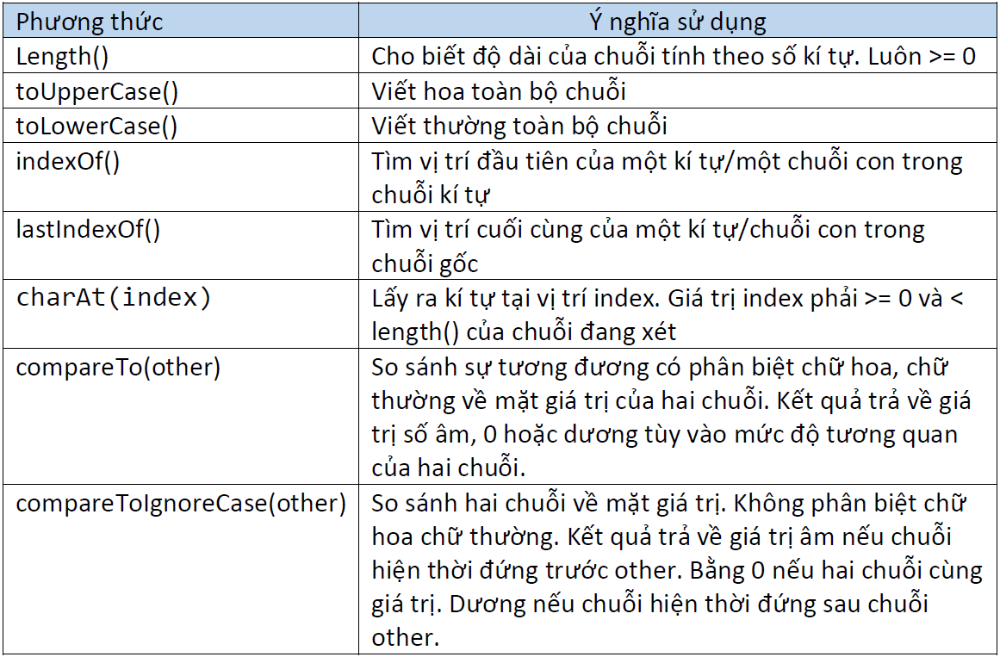 Phương thức Ý nghĩa sử dụng
Length() Cho biết độ dài của chuỗi tính theo số kí tự. Luôn >= 0
toUpperCase() Viết hoa toàn bộ chuỗi
toLowerCase() Viết thường toàn bộ chuỗi
indexOf() Tìm vị trí đầu tiên của một kí tự/một chuỗi con trong
chuỗi kí tự
lastIndexOf() Tìm vị trí cuối cùng của một kí tự/chuỗi con trong
chuỗi gốc
charAt(index) Lấy ra kí tự tại vị trí index. Giá trị index phải >= 0 và <
length() của chuỗi đang xét
compareTo(other) So sánh sự tương đương có phân biệt chữ hoa, chữ
thường về mặt giá trị của hai chuỗi. Kết quả trả về giá
trị số âm, 0 hoặc dương tùy vào mức độ tương quan
của hai chuỗi.
compareToIgnoreCase(other) So sánh hai chuỗi về mặt giá trị. Không phân biệt chữ
hoa chữ thường. Kết quả trả về giá trị âm nếu chuỗi
hiện thời đứng trước other. Bằng 0 nếu hai chuỗi cùng
giá trị. Dương nếu chuỗi hiện thời đứng sau chuỗi
other.